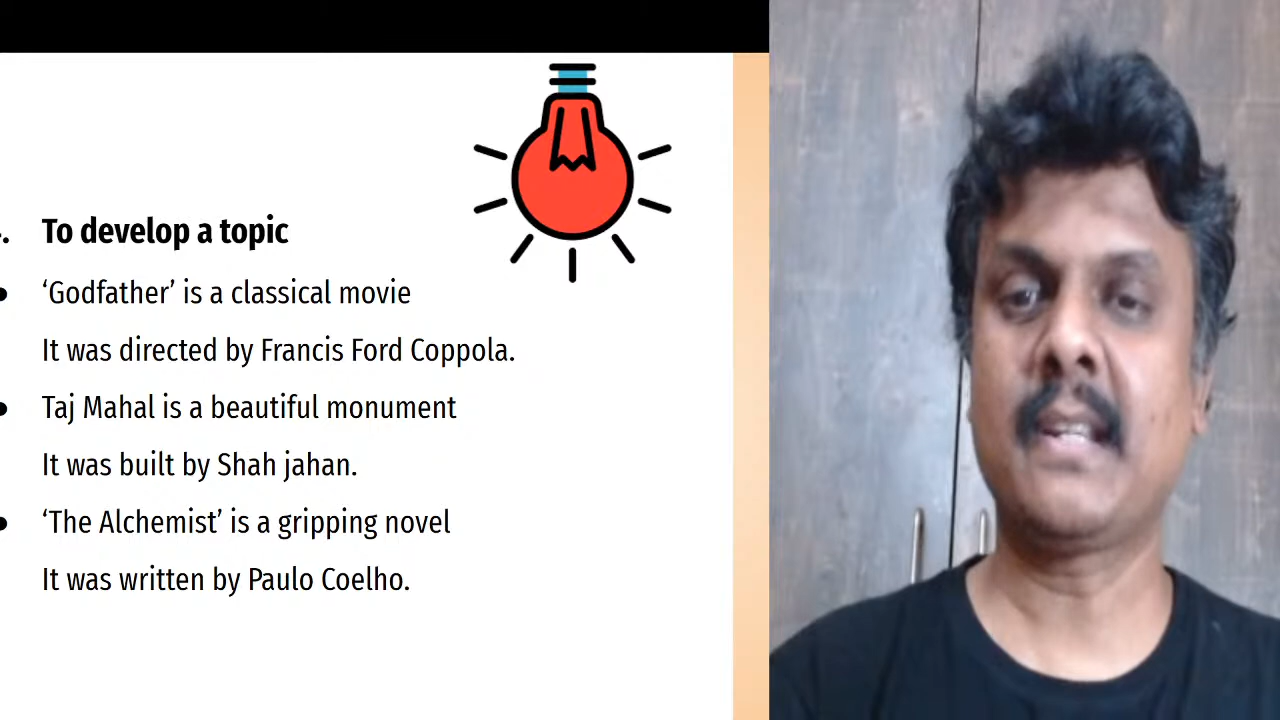 . To develop a topic
‘Godfather’ is a classical movie
It was directed by Francis Ford Coppola.
Taj Mahal is a beautiful monument
It was built by Shah jahan.
‘The Alchemist’ is a gripping novel
It was written by Paulo Coelho.